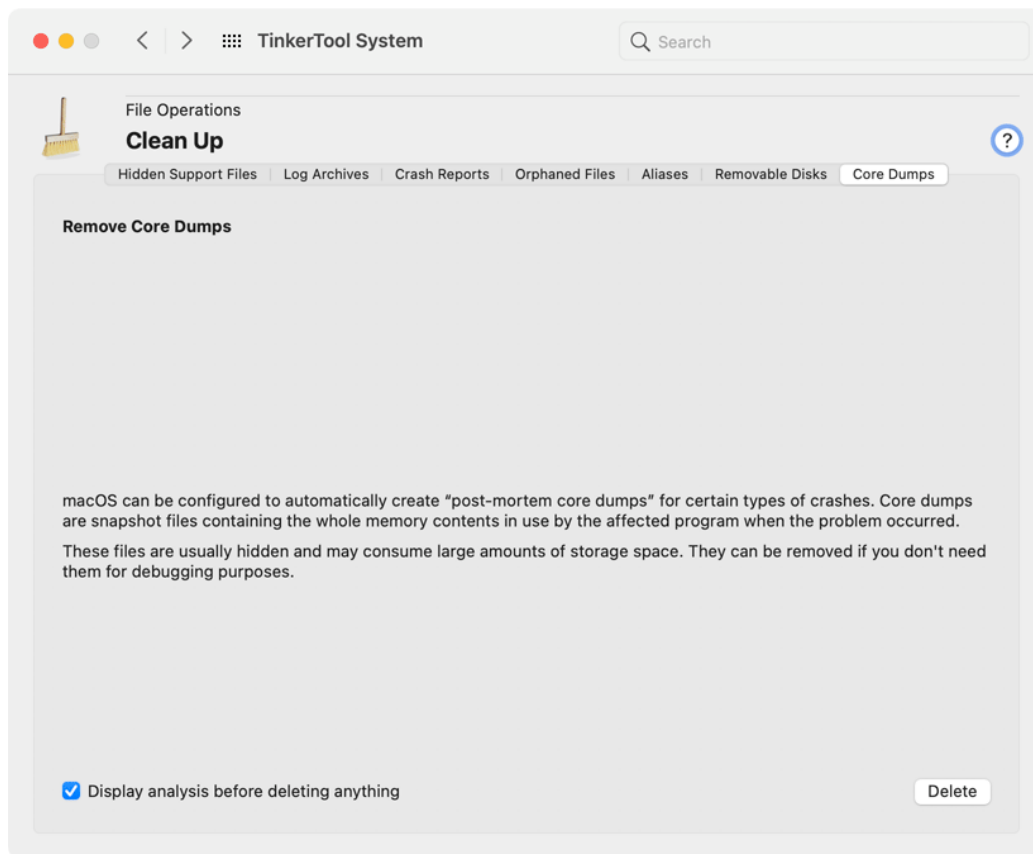 TinkerTool System
Search
File Operations
Clean Up
?
Hidden Support Files Log Archives Crash Reports Orphaned Files Aliases Removable Disks Core Dumps
Remove Core Dumps
macOS can be configured to automatically create “post-mortem core dumps” for certain types of crashes. Core dumps
are snapshot files containing the whole memory contents in use by the affected program when the problem occurred.
These files are usually hidden and may consume large amounts of storage space. They can be removed if you don't need
them for debugging purposes.
Display analysis before deleting anything
Delete